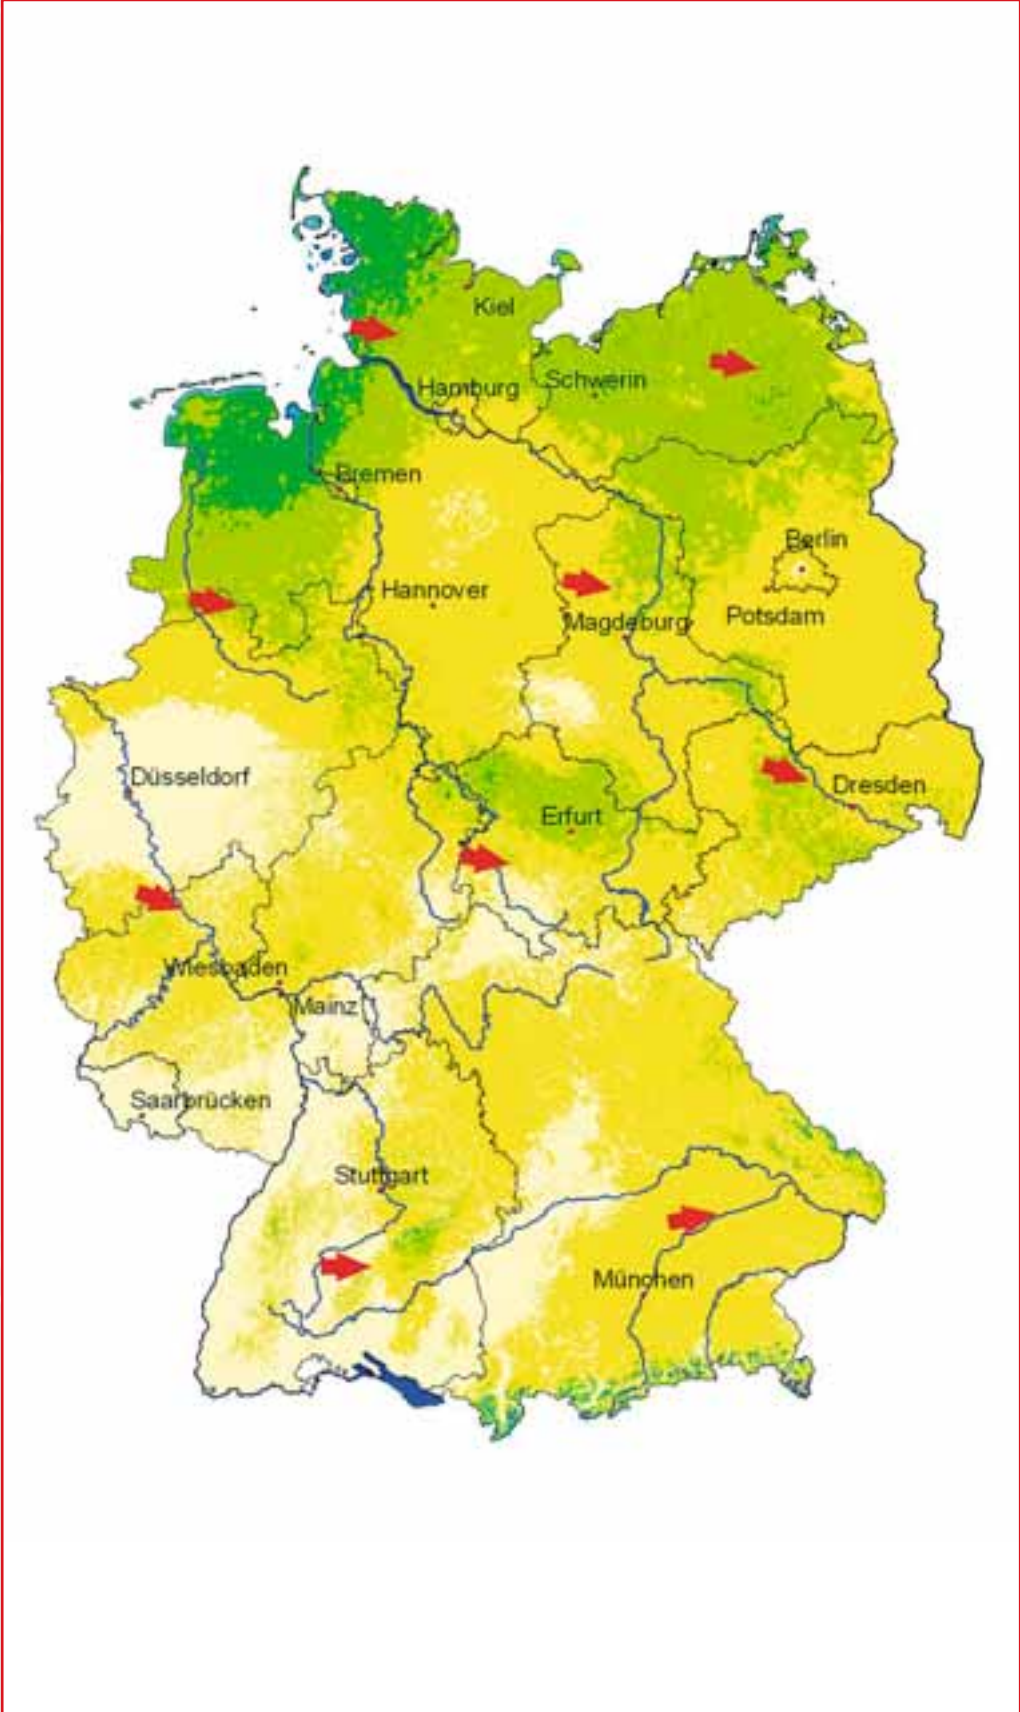 Kiel
Hamburg
Schwerin
Bremen
Berlin
Hannover
Potsdam
Magdeburg
Düsseldorf
Dresden
Erfurt
Wiesbaden
Mainz
Saarbrücken
Stuttgart
München